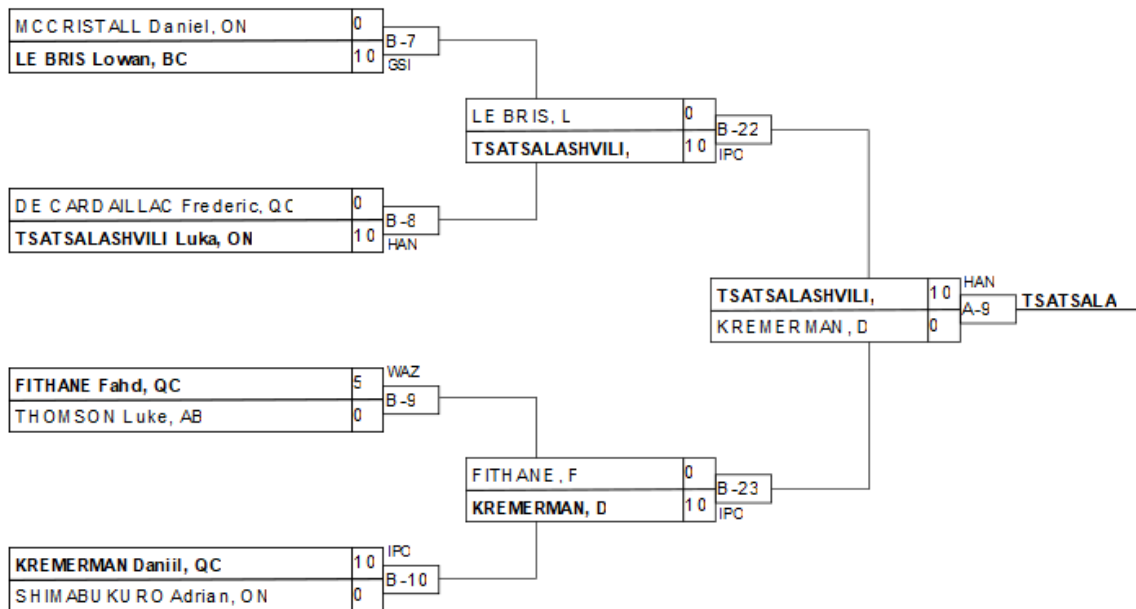 MCCRISTALL Daniel, ON 0
B-7
LE BRIS Lowan, BC 10
GSI
LE BRIS, L 0
B-22
TSATSALASHVILI, 10
IPO
DE CARDAILLAC Frederic, QC 0
B-8
TSATSALASHVILI Luka, ON 10
HAN
TSATSALASHVILI, 10 HAN
A-9 TSATSALA
KREMERMAN, D 0
FITHANE Fahd, QC 5 WAZ
B-9
THOMSON Luke, AB 0
FITHANE, F 0
B-23
KREMERMAN, D 10
IPO
KREMERMAN Daniil, QC 10 IPO
B-10
SHIMABUKURO Adrian, ON 0